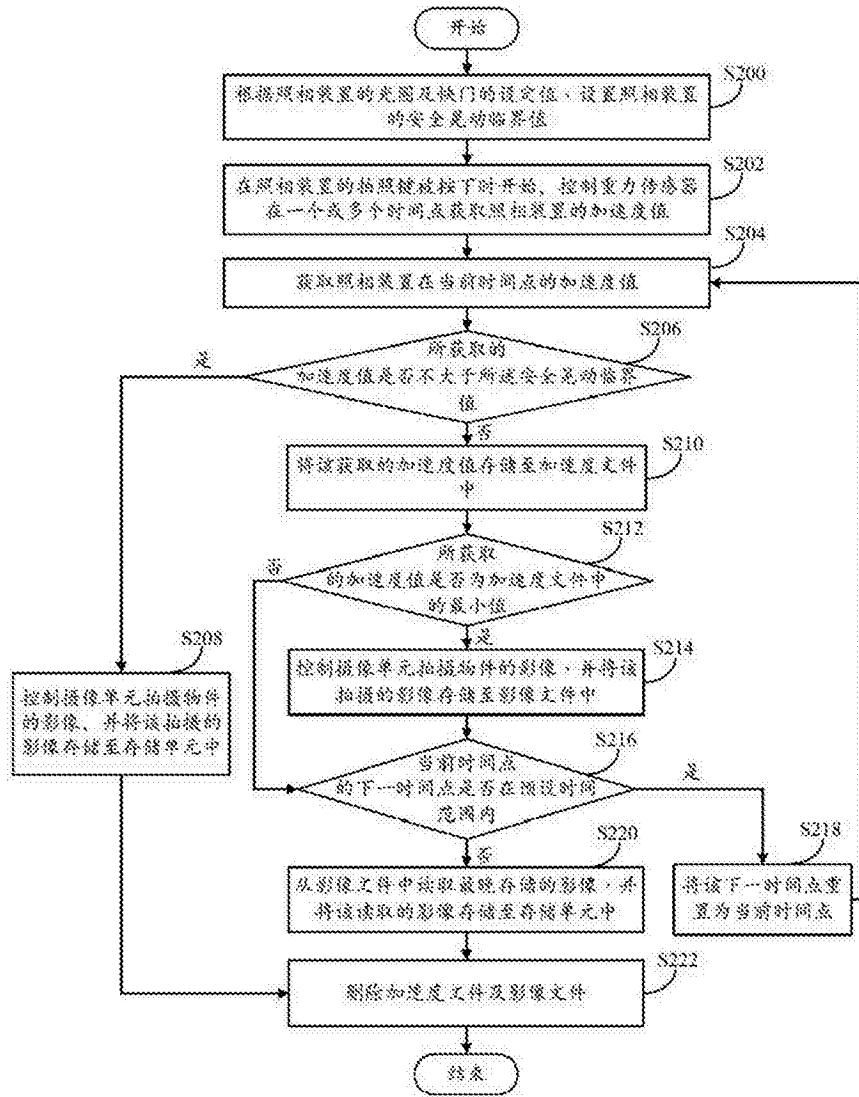 开始
S200
根据照相装置的光圈及快门的设定值，设置照相装置
的安全晃动临界值
S202
在照相装置的拍照键被按下时开始，控制重力传感器
在一个或多个时间点获取照相装置的加速度值
S204
获取照相装置在当前时间点的加速度值
S206
所获取的
加速度值是否不大于所述安全晃动临界
值
是
否
S210
将该获取的加速度值存储至加速度文件
中
S212
所获取
的加速度值是否为加速度文件中
的最小值
否
是
S208
控制摄像单元拍摄物件
的影像，并将该拍摄的
影像存储至存储单元中
S214
控制摄像单元拍摄物件的影像，并将该
拍摄的影像存储至影像文件中
S216
当前时间点
的下一时间点是否在预设时间
范围内
是
否
S218
将该下一时间点重
置为当前时间点
S220
从影像文件中读取最晚存储的影像，并
将该读取的影像存储至存储单元中
S222
删除加速度文件及影像文件
结束